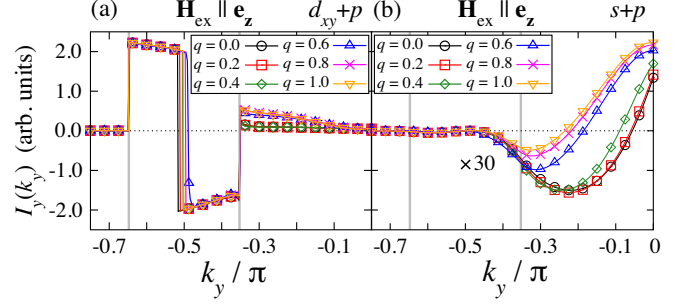 (a) H_ex || e_z d_xy+p (b) H_ex || e_z s+p
q = 0.0 q = 0.6 q = 0.0 q = 0.6
q = 0.2 q = 0.8 q = 0.2 q = 0.8
q = 0.4 q = 1.0 q = 0.4 q = 1.0
I_y(k_y) (arb. units)
2.0
1.0
0.0
-1.0
-2.0
×30
-0.7 -0.5 -0.3 -0.1 -0.7 -0.5 -0.3 -0.1 0
k_y / π k_y / π